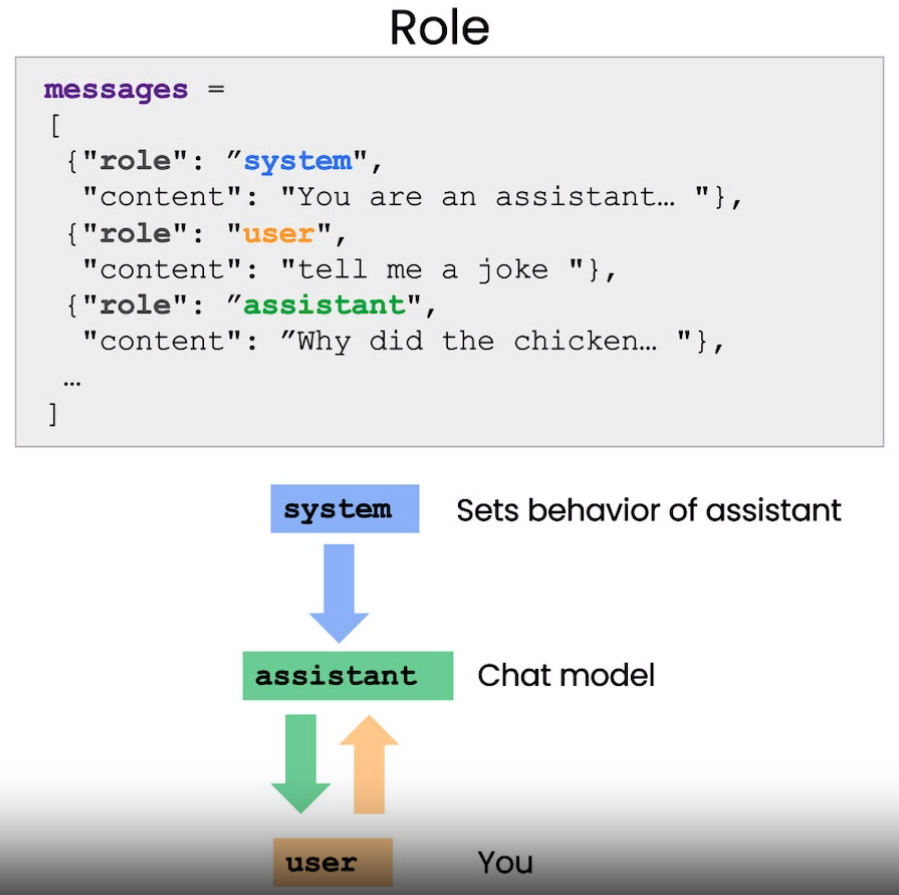 Role
messages =
[
{"role": ”system",
"content": "You are an assistant… "},
{"role": "user",
"content": "tell me a joke "},
{"role": ”assistant",
"content": ”Why did the chicken… "},
…
]
system Sets behavior of assistant
assistant Chat model
user You